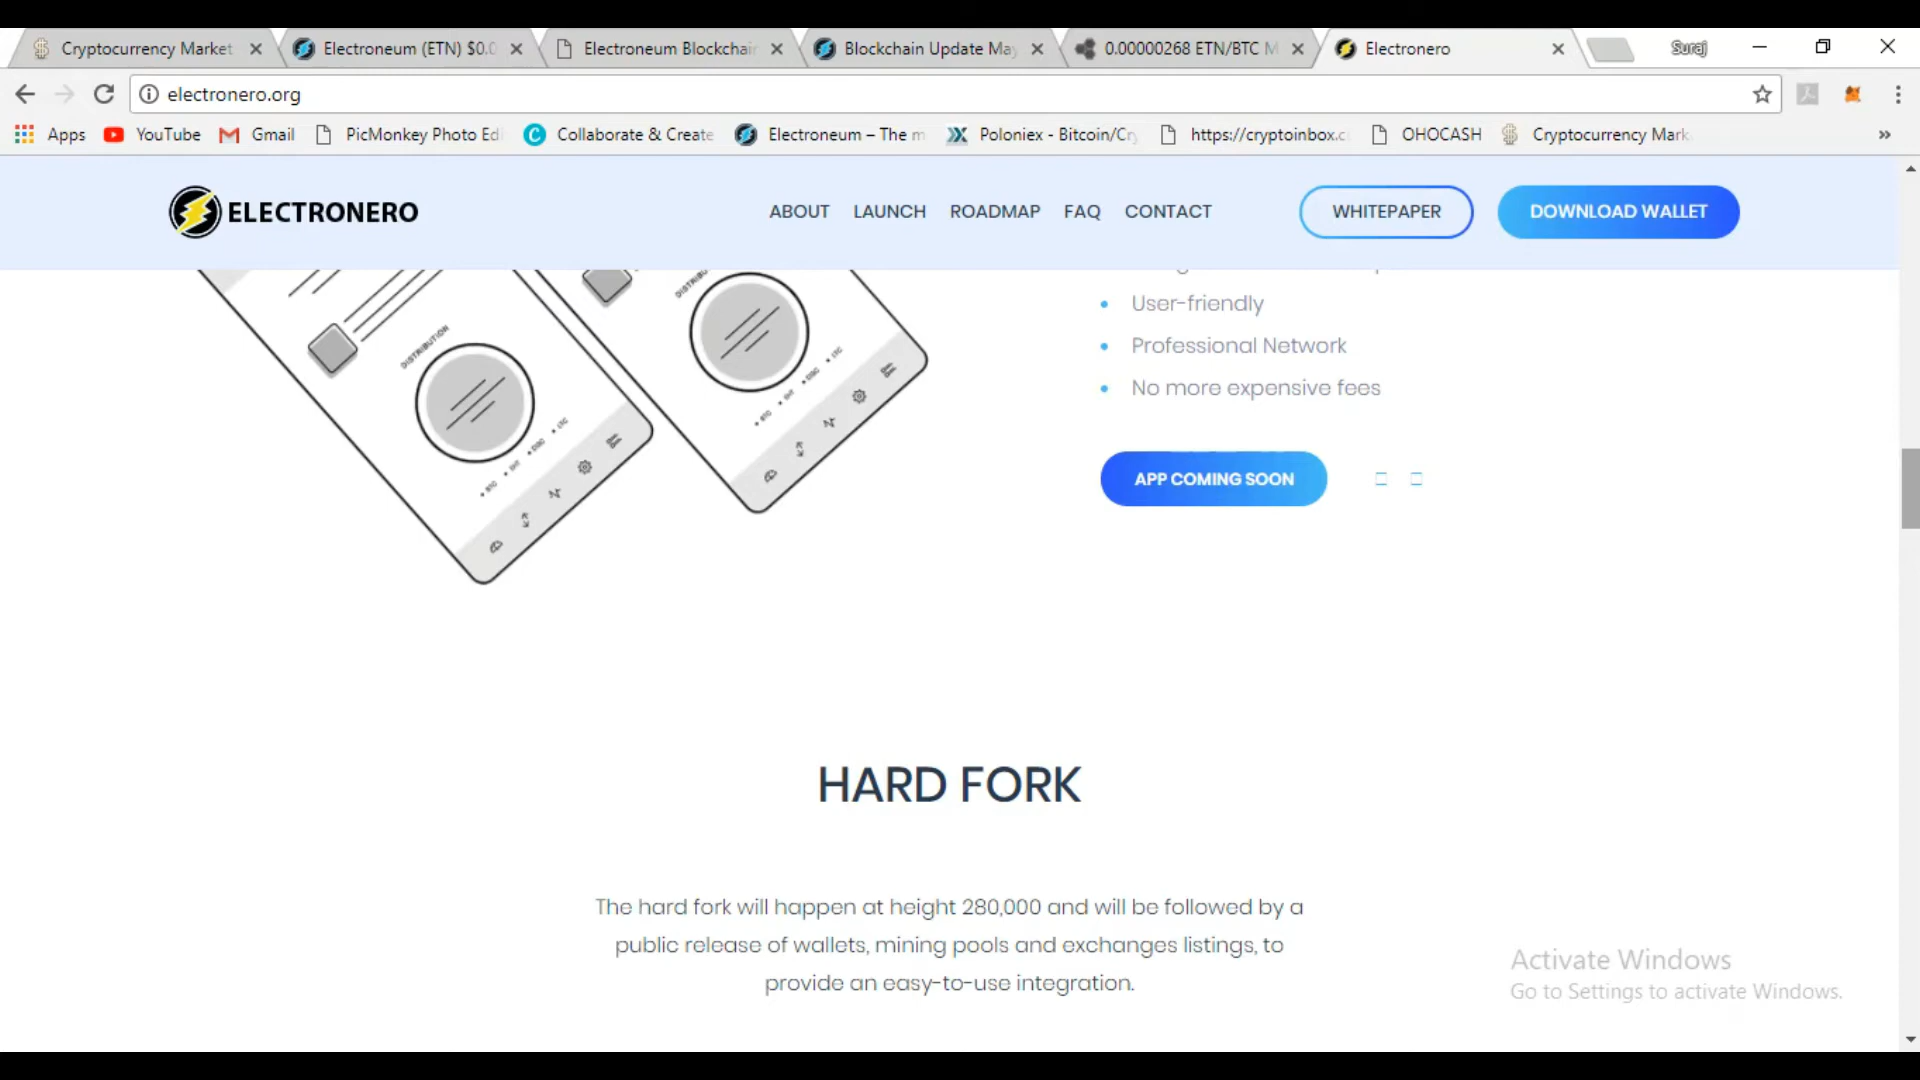 Cryptocurrency Market
Electroneum (ETN) $0.0
Electroneum Blockchain
Blockchain Update May
0.00000268 ETN/BTC M
Electronero
Suraj
electronero.org
Apps
YouTube
Gmail
PicMonkey Photo Ed
Collaborate & Create
Electroneum – The m
Poloniex - Bitcoin/Cry
https://cryptoinbox.c
OHOCASH
Cryptocurrency Mark
ELECTRONERO
ABOUT
LAUNCH
ROADMAP
FAQ
CONTACT
WHITEPAPER
DOWNLOAD WALLET
DISTRIBUTION
DISTRIBU
User-friendly
Professional Network
No more expensive fees
APP COMING SOON
HARD FORK
The hard fork will happen at height 280,000 and will be followed by a
public release of wallets, mining pools and exchanges listings, to
provide an easy-to-use integration.
Activate Windows
Go to Settings to activate Windows.